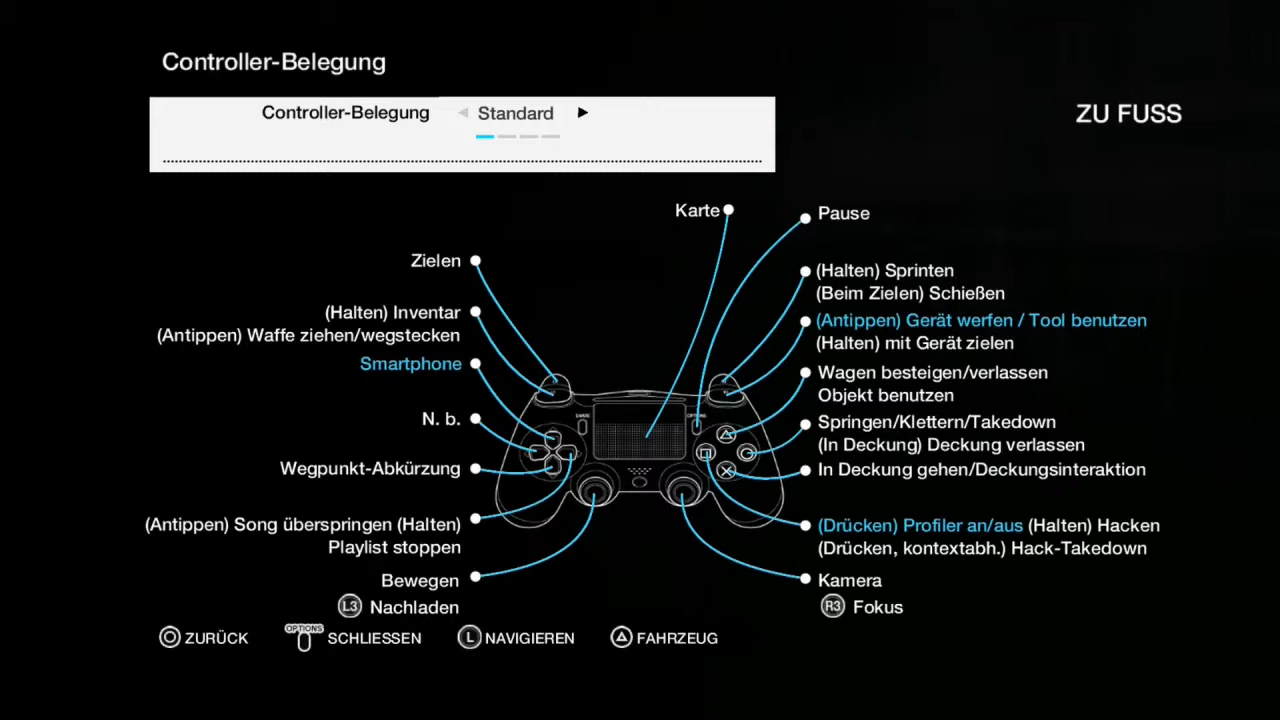 Controller-Belegung
Controller-Belegung Standard
ZU FUSS
Karte
Pause
Zielen
(Halten) Sprinten
(Beim Zielen) Schießen
(Halten) Inventar
(Antippen) Waffe ziehen/wegstecken
(Antippen) Gerät werfen / Tool benutzen
(Halten) mit Gerät zielen
Smartphone
Wagen besteigen/verlassen
Objekt benutzen
N. b.
Springen/Klettern/Takedown
(In Deckung) Deckung verlassen
Wegpunkt-Abkürzung
In Deckung gehen/Deckungsinteraktion
(Antippen) Song überspringen (Halten)
Playlist stoppen
(Drücken) Profiler an/aus (Halten) Hacken
(Drücken, kontextabh.) Hack-Takedown
Bewegen
L3 Nachladen
Kamera
R3 Fokus
SHARE
OPTIONS
ZURÜCK
OPTIONS SCHLIESSEN
L NAVIGIEREN
FAHRZEUG